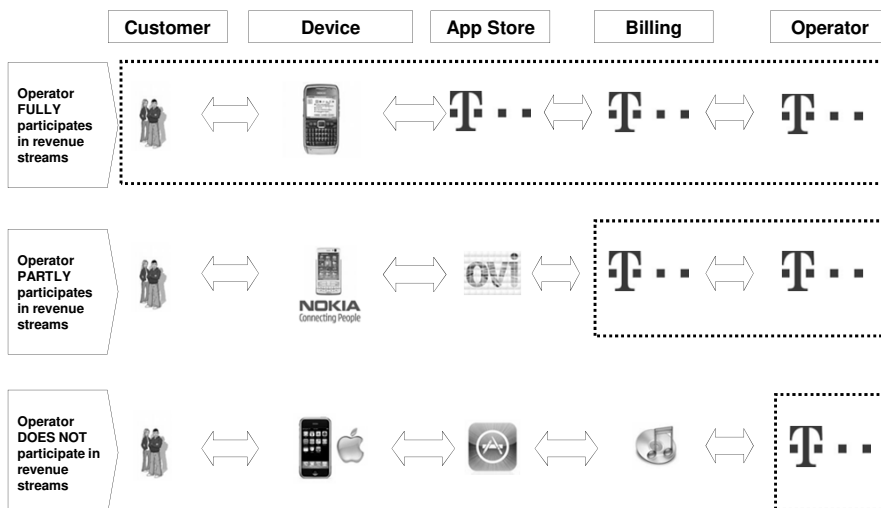 Customer
Device
App Store
Billing
Operator
Operator
FULLY
participates
in revenue
streams
T
T
T
Operator
PARTLY
participates
in revenue
streams
NOKIA
Connecting People
ovi
T
T
Operator
DOES NOT
participate in
revenue
streams
T